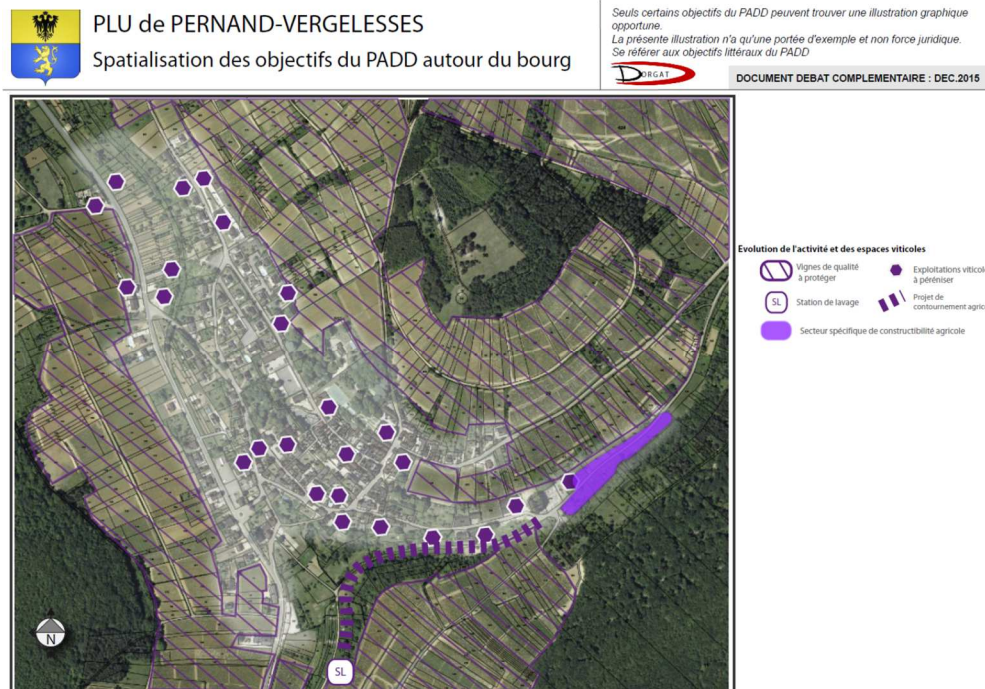 PLU de PERNAND-VERGELESSES
Spatialisation des objectifs du PADD autour du bourg
Seuls certains objectifs du PADD peuvent trouver une illustration graphique
opportune.
La présente illustration n'a qu'une portée d'exemple et non force juridique.
Se référer aux objectifs littéraux du PADD
DORGAT
DOCUMENT DEBAT COMPLEMENTAIRE : DEC.2015
Evolution de l'activité et des espaces viticoles
Vignes de qualité
à protéger
Exploitations viticole
à péréniser
SL
Station de lavage
Projet de
contournement agrico
Secteur spécifique de constructibilité agricole
N
SL